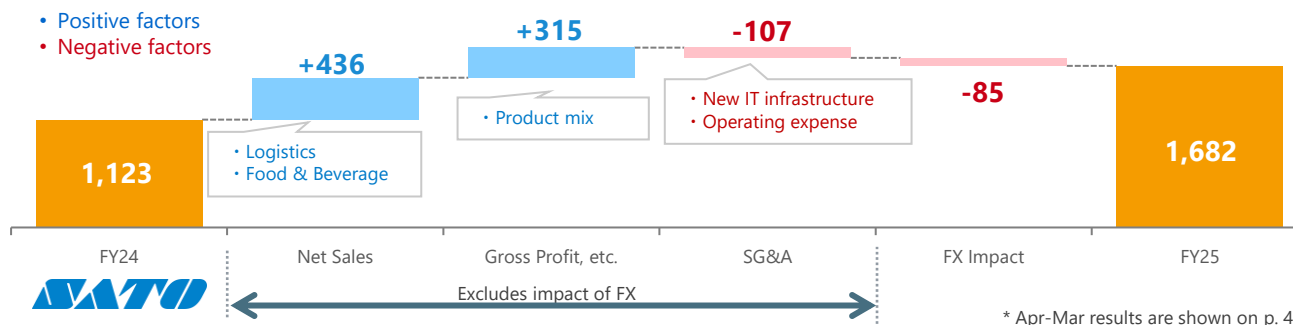 • Positive factors
• Negative factors
+436
+315
-107
-85
・Logistics
・Food & Beverage
・Product mix
・New IT infrastructure
・Operating expense
1,123
1,682
FY24
Net Sales
Gross Profit, etc.
SG&A
FX Impact
FY25
SATO
Excludes impact of FX
* Apr-Mar results are shown on p. 4